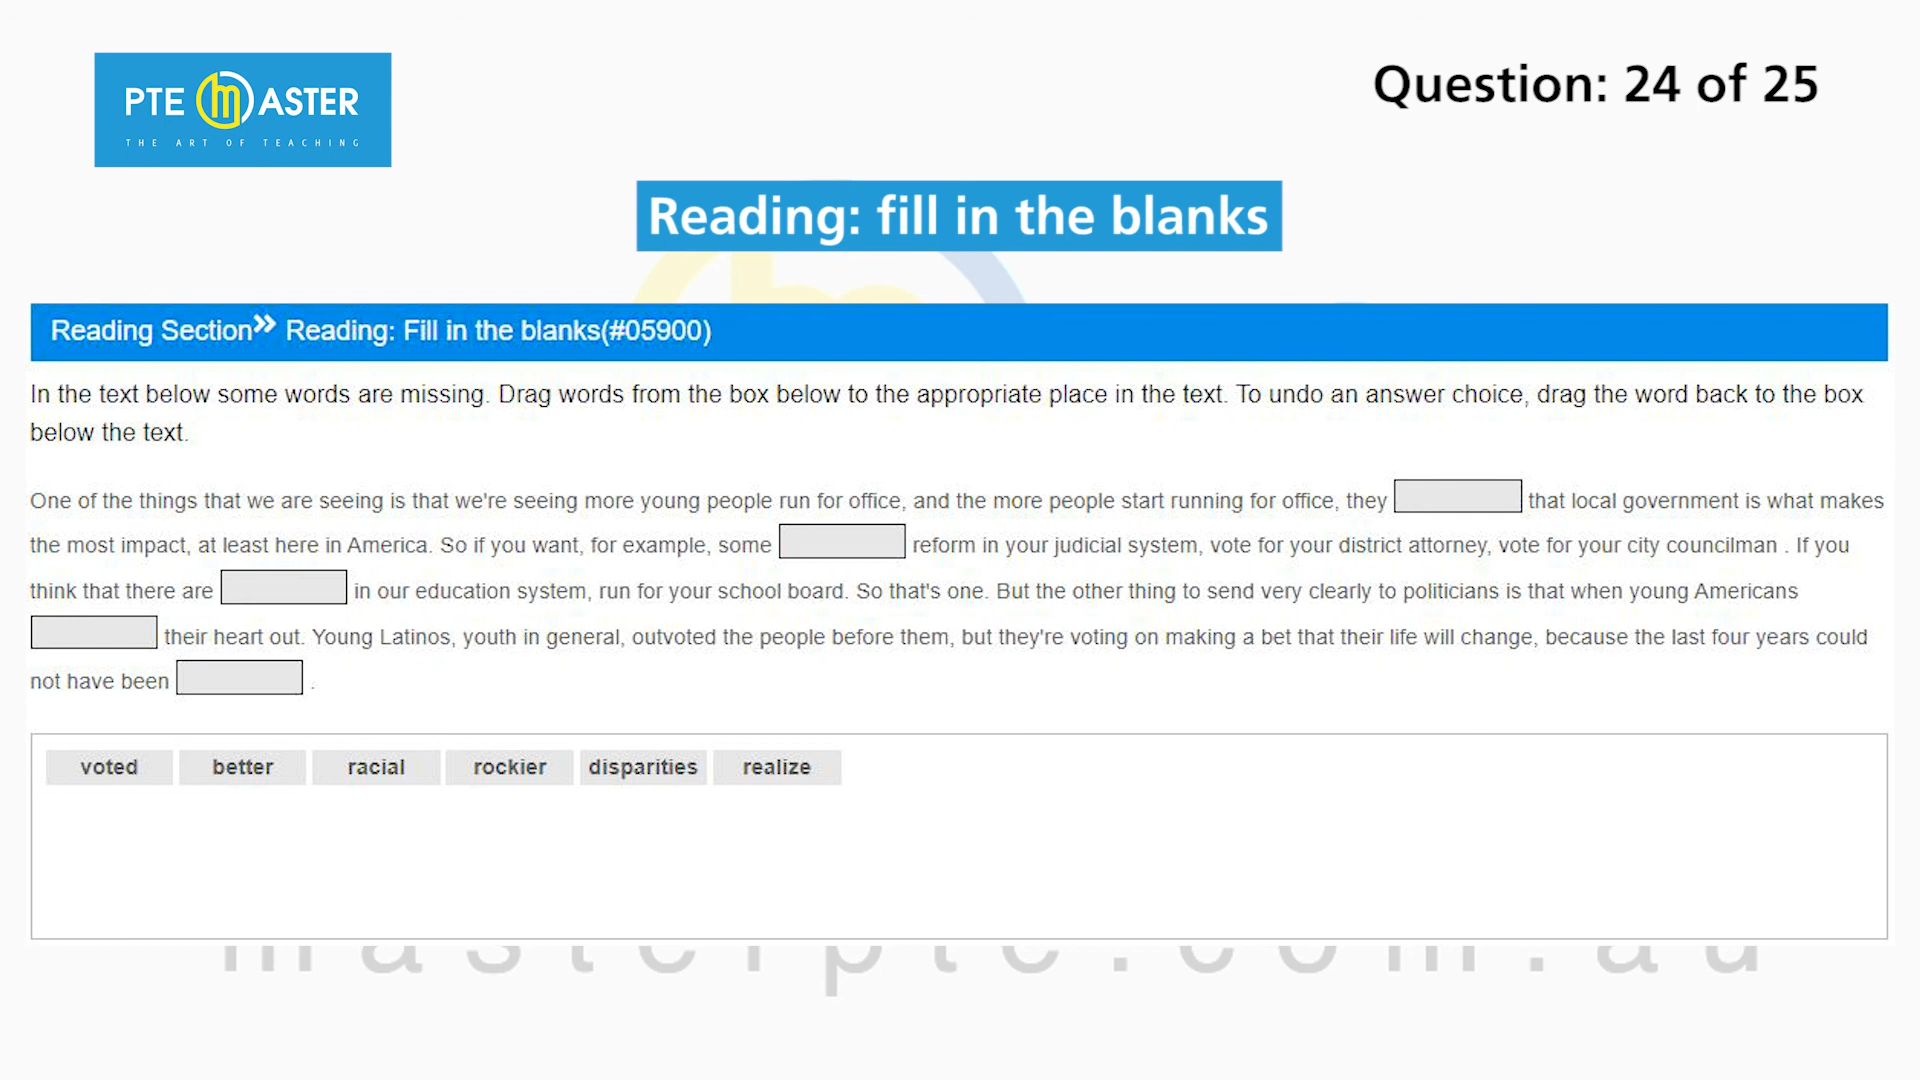 PTE MASTER
THE ART OF TEACHING
Question: 24 of 25
Reading: fill in the blanks
Reading Section» Reading: Fill in the blanks(#05900)
In the text below some words are missing. Drag words from the box below to the appropriate place in the text. To undo an answer choice, drag the word back to the box
below the text.
One of the things that we are seeing is that we're seeing more young people run for office, and the more people start running for office, they that local government is what makes
the most impact, at least here in America. So if you want, for example, some reform in your judicial system, vote for your district attorney, vote for your city councilman . If you
think that there are in our education system, run for your school board. So that's one. But the other thing to send very clearly to politicians is that when young Americans
their heart out. Young Latinos, youth in general, outvoted the people before them, but they're voting on making a bet that their life will change, because the last four years could
not have been .
voted better racial rockier disparities realize
masterpte.com.au